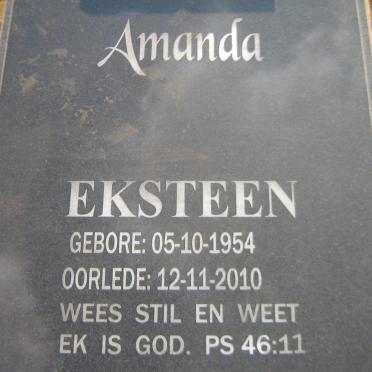 Amanda
EKSTEEN
GEBORE: 05-10-1954
OORLEDE: 12-11-2010
WEES STIL EN WEET
EK IS GOD. PS 46:11